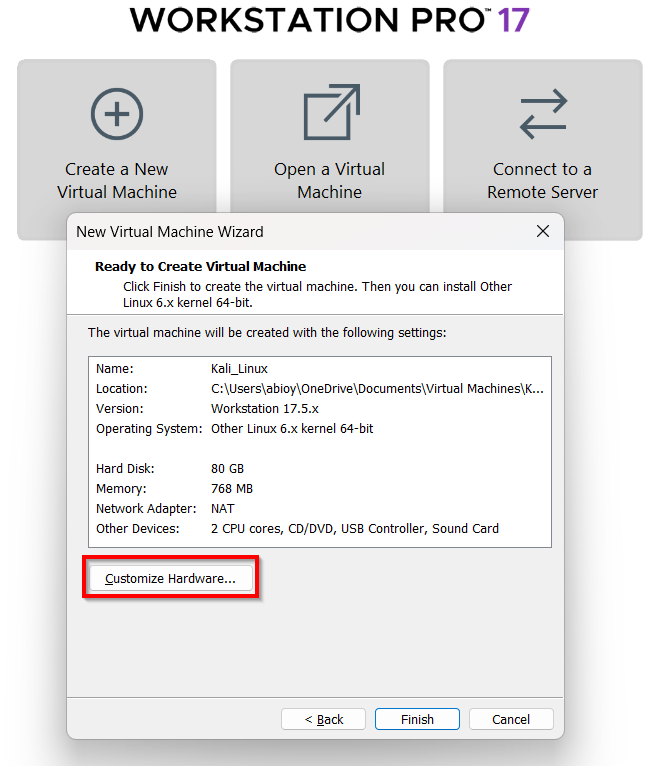 WORKSTATION PRO™ 17
Create a New
Virtual Machine
Open a Virtual
Machine
Connect to a
Remote Server
New Virtual Machine Wizard
Ready to Create Virtual Machine
Click Finish to create the virtual machine. Then you can install Other
Linux 6.x kernel 64-bit.
The virtual machine will be created with the following settings:
Name: Kali_Linux
Location: C:\Users\abioy\OneDrive\Documents\Virtual Machines\K...
Version: Workstation 17.5.x
Operating System: Other Linux 6.x kernel 64-bit
Hard Disk: 80 GB
Memory: 768 MB
Network Adapter: NAT
Other Devices: 2 CPU cores, CD/DVD, USB Controller, Sound Card
Customize Hardware...
< Back Finish Cancel